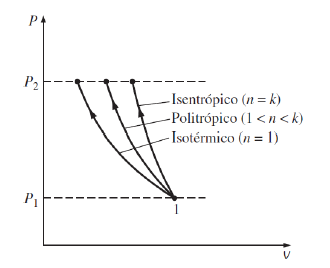 P
P2
Isentrópico (n = k)
Politrópico (1 < n < k)
Isotérmico (n = 1)
P1
1
v